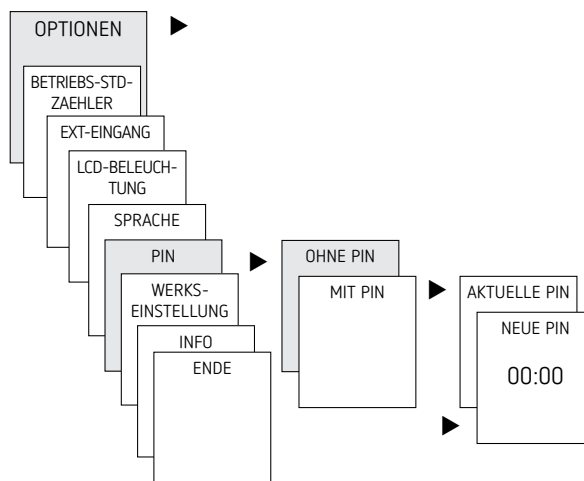 OPTIONEN
BETRIEBS-STD-
ZAEHLER
EXT-EINGANG
LCD-BELEUCH-
TUNG
SPRACHE
PIN
WERKS-
EINSTELLUNG
INFO
ENDE
OHNE PIN
MIT PIN
AKTUELLE PIN
NEUE PIN
00:00